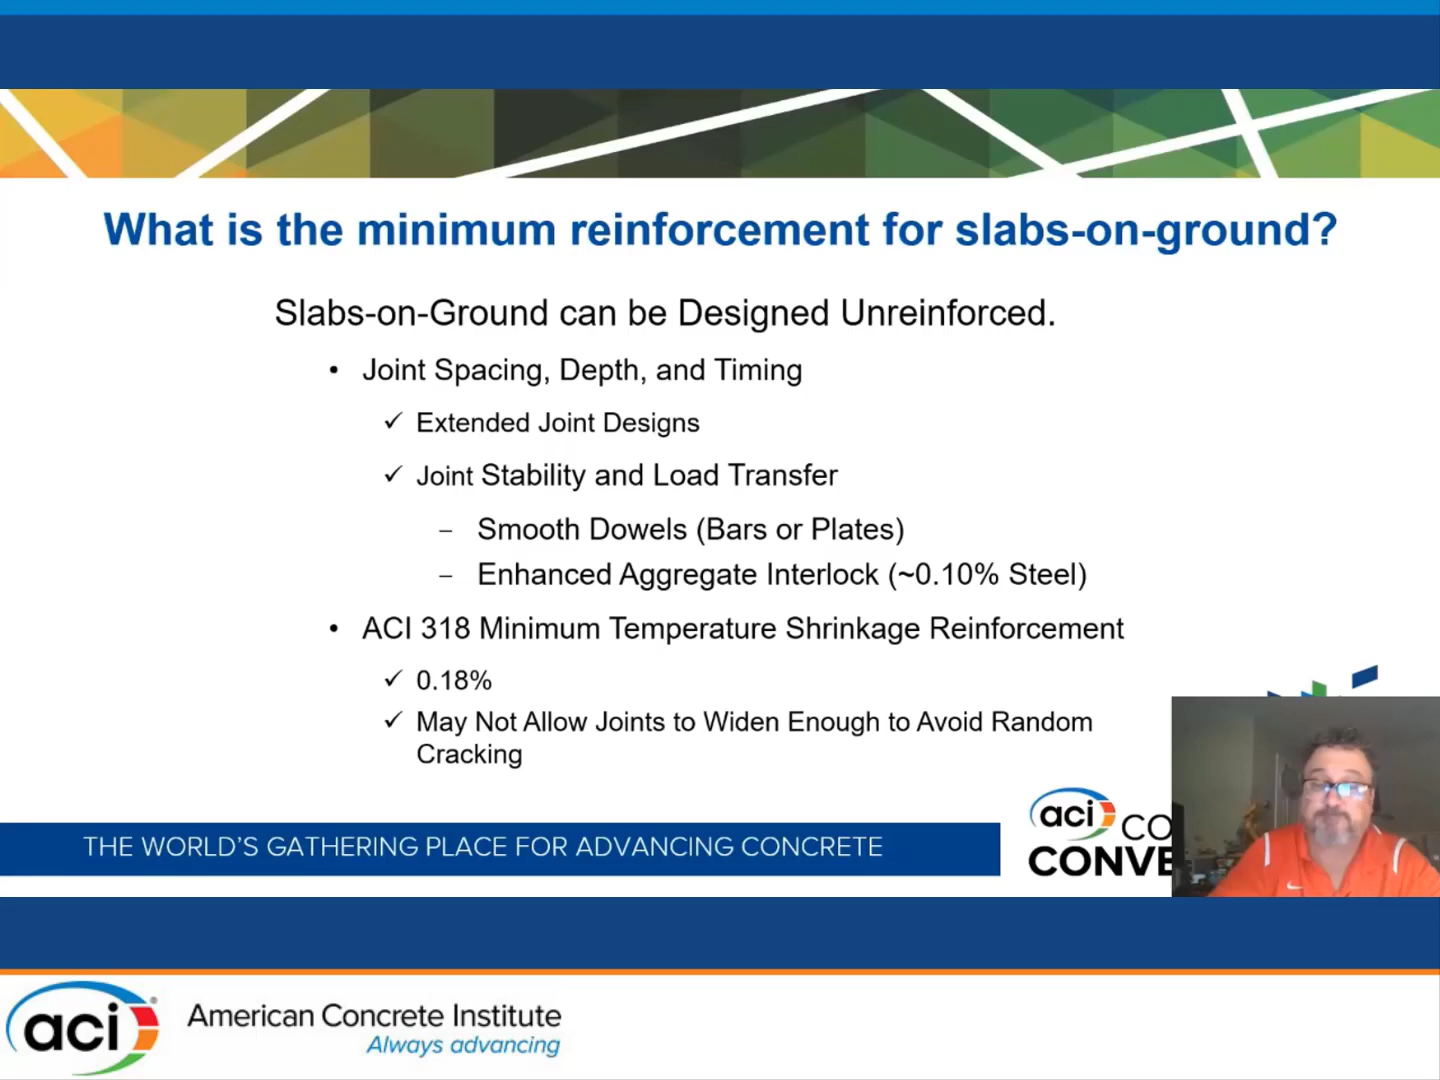 What is the minimum reinforcement for slabs-on-ground?
Slabs-on-Ground can be Designed Unreinforced.
• Joint Spacing, Depth, and Timing
✓ Extended Joint Designs
✓ Joint Stability and Load Transfer
– Smooth Dowels (Bars or Plates)
– Enhanced Aggregate Interlock (~0.10% Steel)
• ACI 318 Minimum Temperature Shrinkage Reinforcement
✓ 0.18%
✓ May Not Allow Joints to Widen Enough to Avoid Random
Cracking
THE WORLD'S GATHERING PLACE FOR ADVANCING CONCRETE
aci CO
CONVE
aci
American Concrete Institute
Always advancing